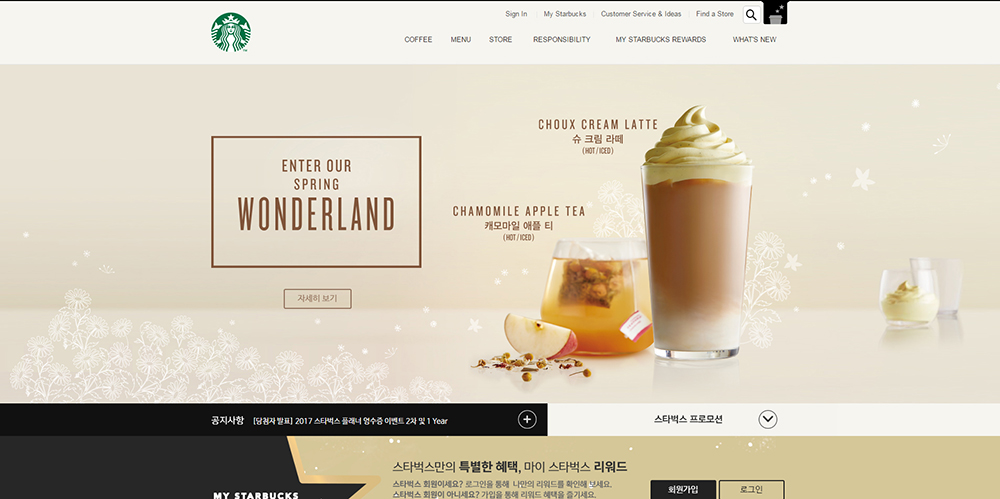 Sign In
My Starbucks
Customer Service & Ideas
Find a Store
COFFEE
MENU
STORE
RESPONSIBILITY
MY STARBUCKS REWARDS
WHAT'S NEW
ENTER OUR
SPRING
WONDERLAND
자세히 보기
CHOUX CREAM LATTE
슈 크림 라떼
(HOT/ICED)
CHAMOMILE APPLE TEA
캐모마일 애플 티
(HOT/ICED)
공지사항
[당첨자 발표] 2017 스타벅스 플래너 영수증 이벤트 2차 및 1 Year
스타벅스 프로모션
MY STARBUCKS
스타벅스만의 특별한 혜택, 마이 스타벅스 리워드
스타벅스 회원이세요? 로그인을 통해 나만의 리워드를 확인해 보세요.
스타벅스 회원이 아니세요? 가입을 통해 리워드 혜택을 즐기세요.
회원가입
로그인